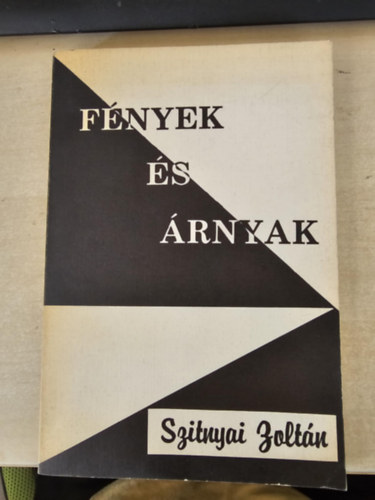 FÉNYEK
ÉS
ÁRNYAK
Szitnyai Zoltán